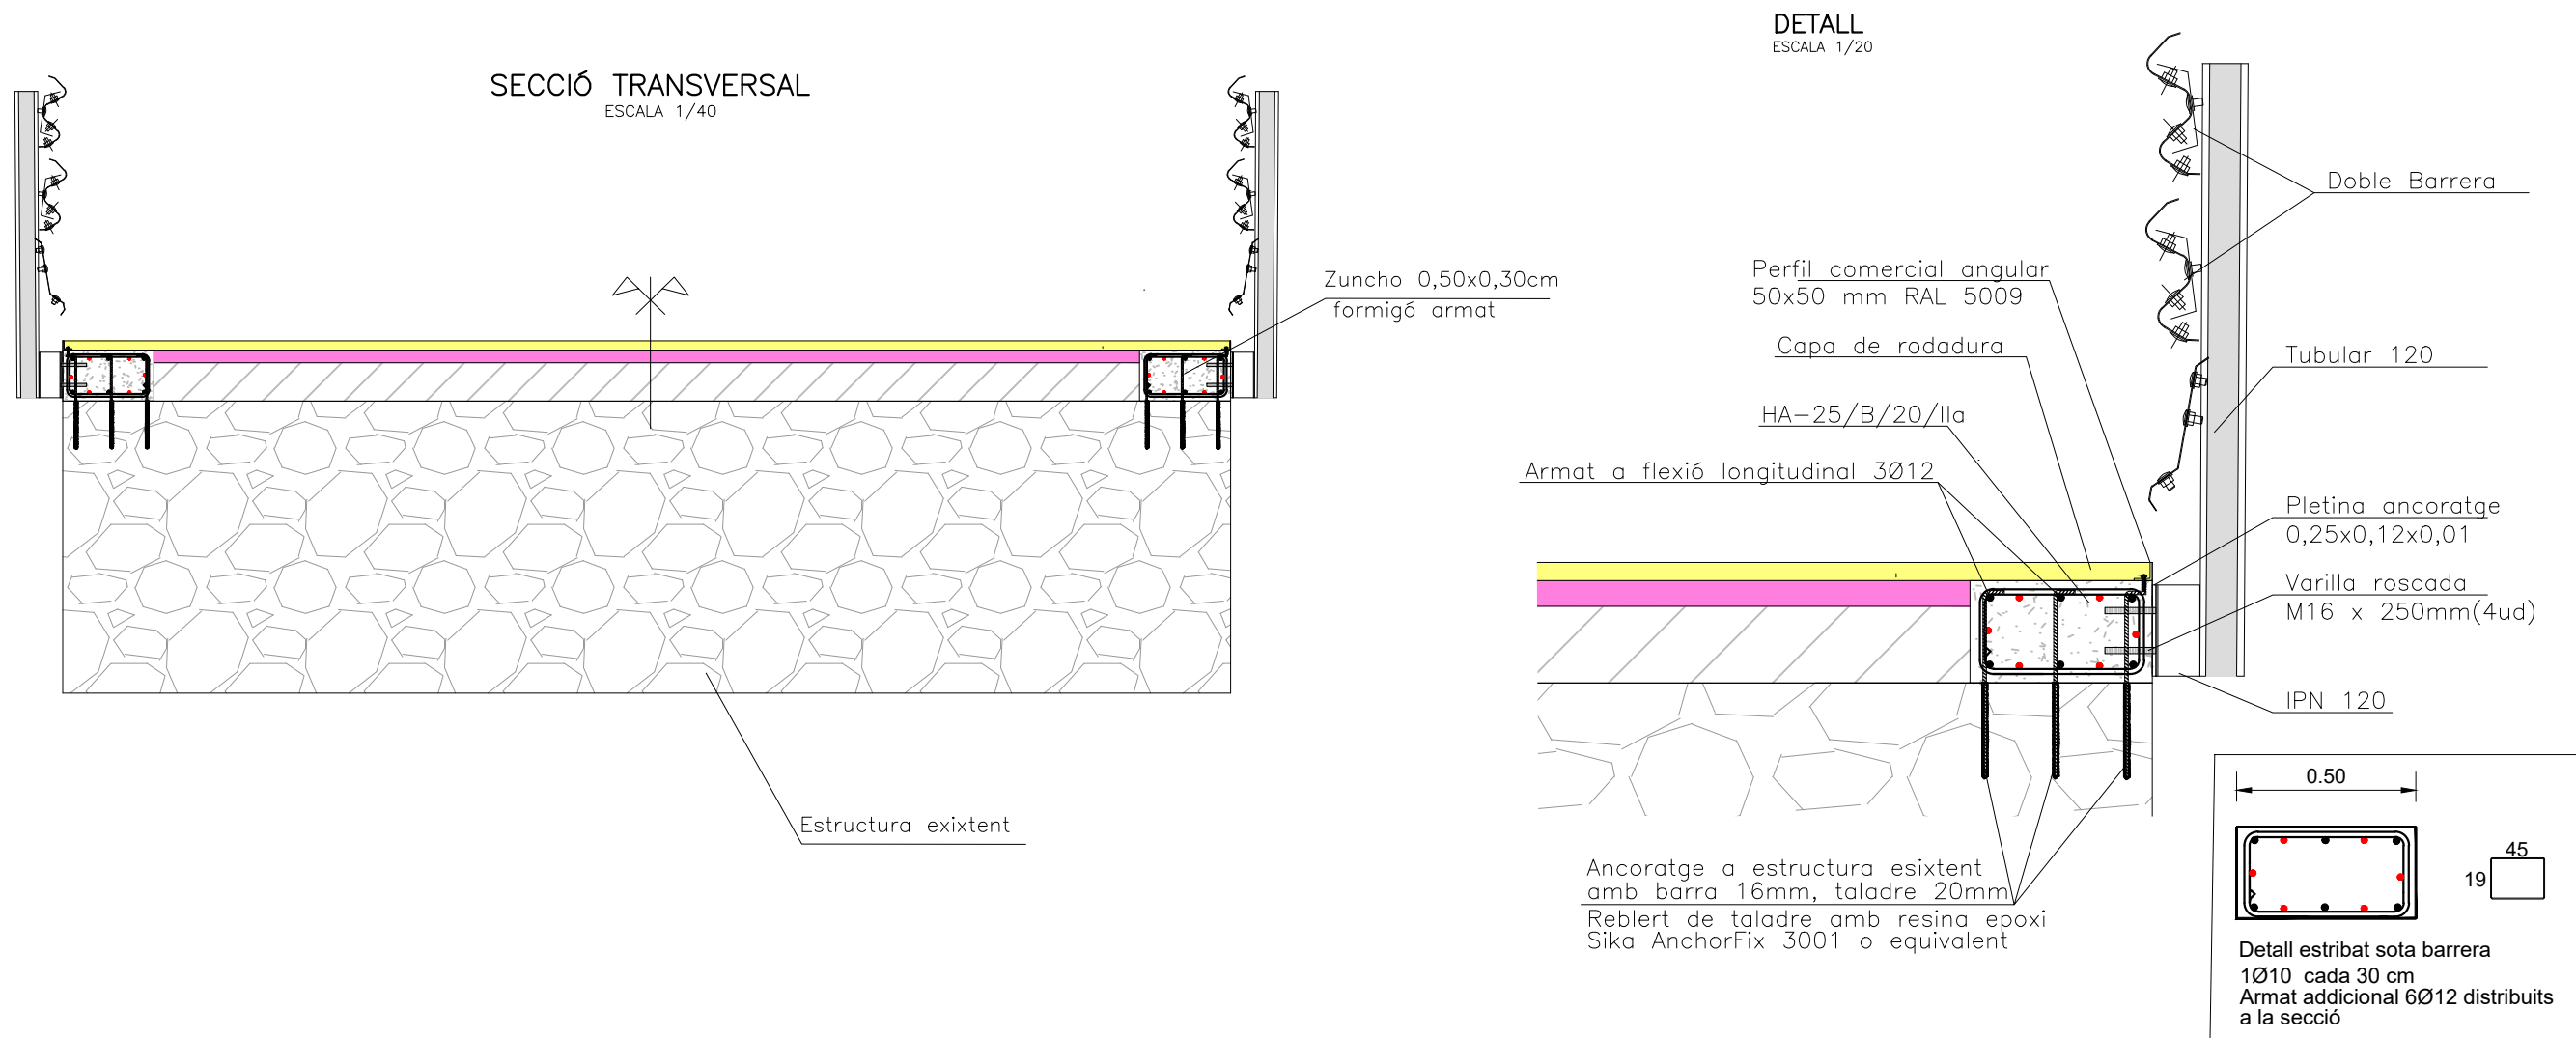 SECCIÓ TRANSVERSAL
ESCALA 1/40
Zuncho 0,50x0,30cm
formigó armat
Estructura exixtent
DETALL
ESCALA 1/20
Doble Barrera
Perfil comercial angular
50x50 mm RAL 5009
Capa de rodadura
Tubular 120
HA-25/B/20/IIa
Armat a flexió longitudinal 3Ø12
Pletina ancoratge
0,25x0,12x0,01
Varilla roscada
M16 x 250mm(4ud)
IPN 120
Ancoratge a estructura esixtent
amb barra 16mm, taladre 20mm
Reblert de taladre amb resina epoxi
Sika AnchorFix 3001 o equivalent
0.50
45
19
Detall estribat sota barrera
1Ø10 cada 30 cm
Armat addicional 6Ø12 distribuits
a la secció